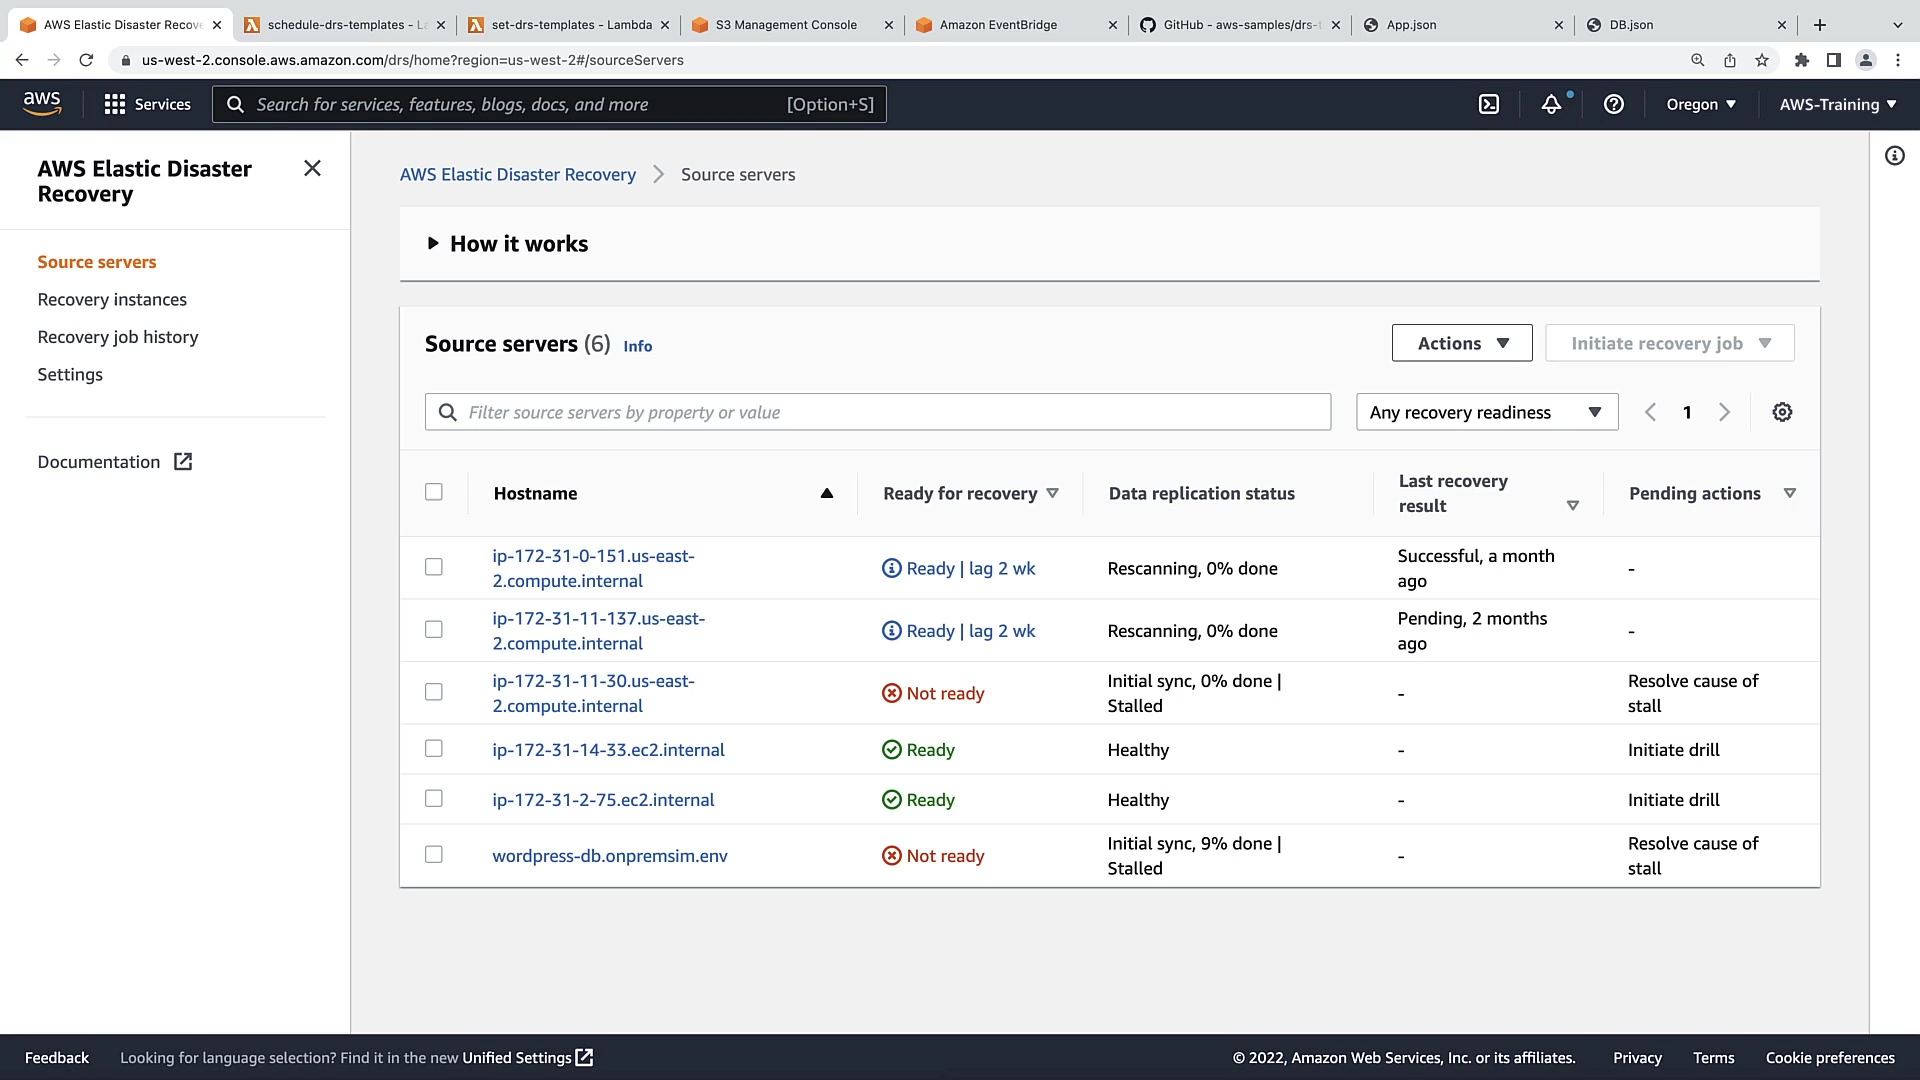 AWS Elastic Disaster Recove
schedule-drs-templates - La
set-drs-templates - Lambda
S3 Management Console
Amazon EventBridge
GitHub - aws-samples/drs-t
App.json
DB.json
us-west-2.console.aws.amazon.com/drs/home?region=us-west-2#/sourceServers
aws
Services
Search for services, features, blogs, docs, and more
[Option+S]
Oregon
AWS-Training
AWS Elastic Disaster
Recovery
Source servers
Recovery instances
Recovery job history
Settings
Documentation
AWS Elastic Disaster Recovery
Source servers
How it works
Source servers (6) Info
Actions
Initiate recovery job
Filter source servers by property or value
Any recovery readiness
1
Hostname
Ready for recovery
Data replication status
Last recovery
result
Pending actions
ip-172-31-0-151.us-east-
2.compute.internal
Ready | lag 2 wk
Rescanning, 0% done
Successful, a month
ago
-
ip-172-31-11-137.us-east-
2.compute.internal
Ready | lag 2 wk
Rescanning, 0% done
Pending, 2 months
ago
-
ip-172-31-11-30.us-east-
2.compute.internal
Not ready
Initial sync, 0% done |
Stalled
-
Resolve cause of
stall
ip-172-31-14-33.ec2.internal
Ready
Healthy
-
Initiate drill
ip-172-31-2-75.ec2.internal
Ready
Healthy
-
Initiate drill
wordpress-db.onpremsim.env
Not ready
Initial sync, 9% done |
Stalled
-
Resolve cause of
stall
Feedback
Looking for language selection? Find it in the new Unified Settings
© 2022, Amazon Web Services, Inc. or its affiliates.
Privacy
Terms
Cookie preferences